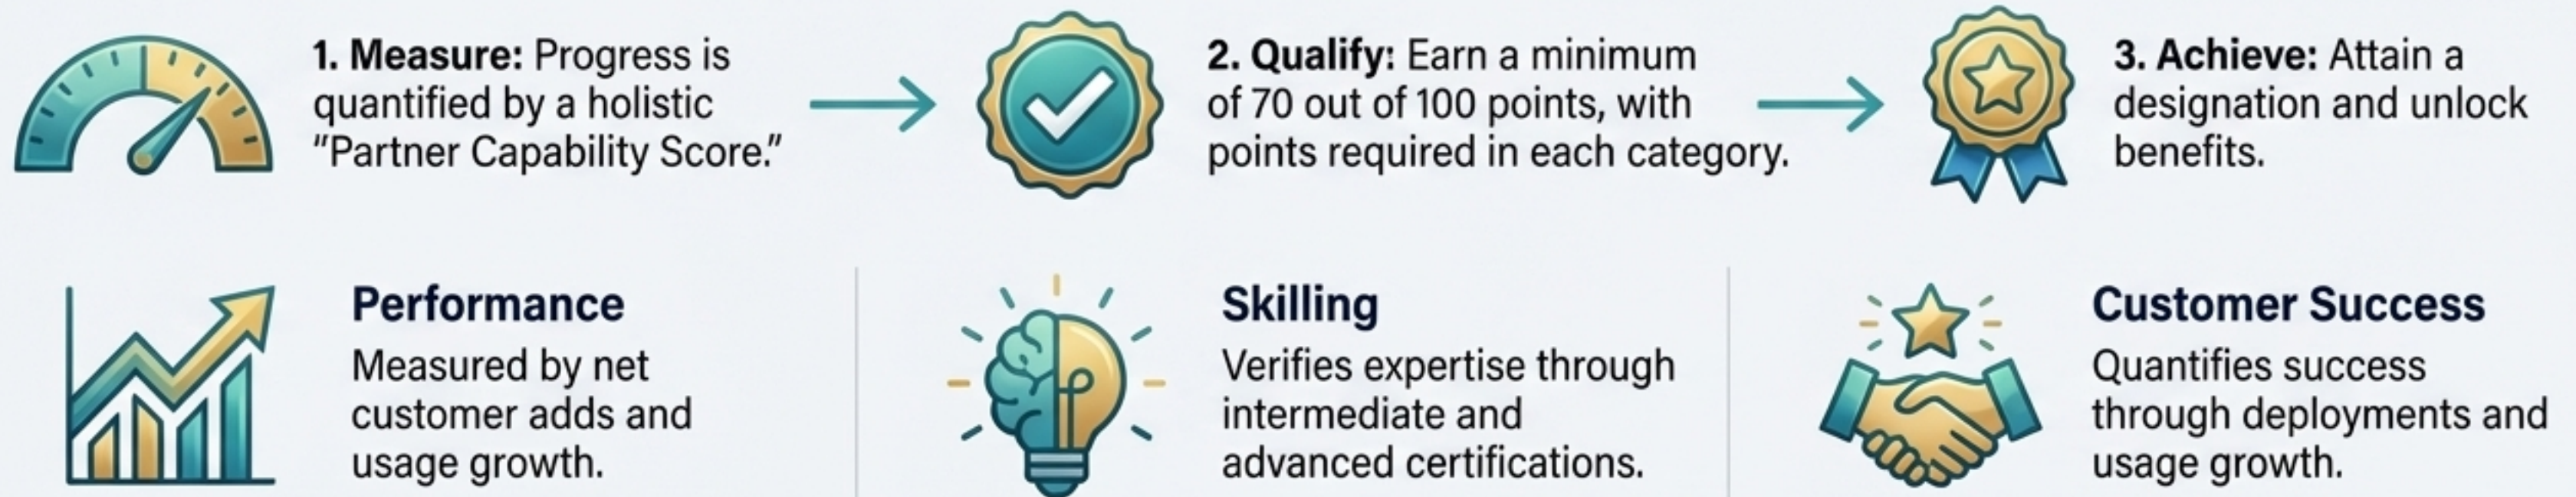 1. Measure: Progress is
quantified by a holistic
"Partner Capability Score."
2. Qualify: Earn a minimum
of 70 out of 100 points, with
points required in each category.
3. Achieve: Attain a
designation and unlock
benefits.
Performance
Measured by net
customer adds and
usage growth.
Skilling
Verifies expertise through
intermediate and
advanced certifications.
Customer Success
Quantifies success
through deployments and
usage growth.